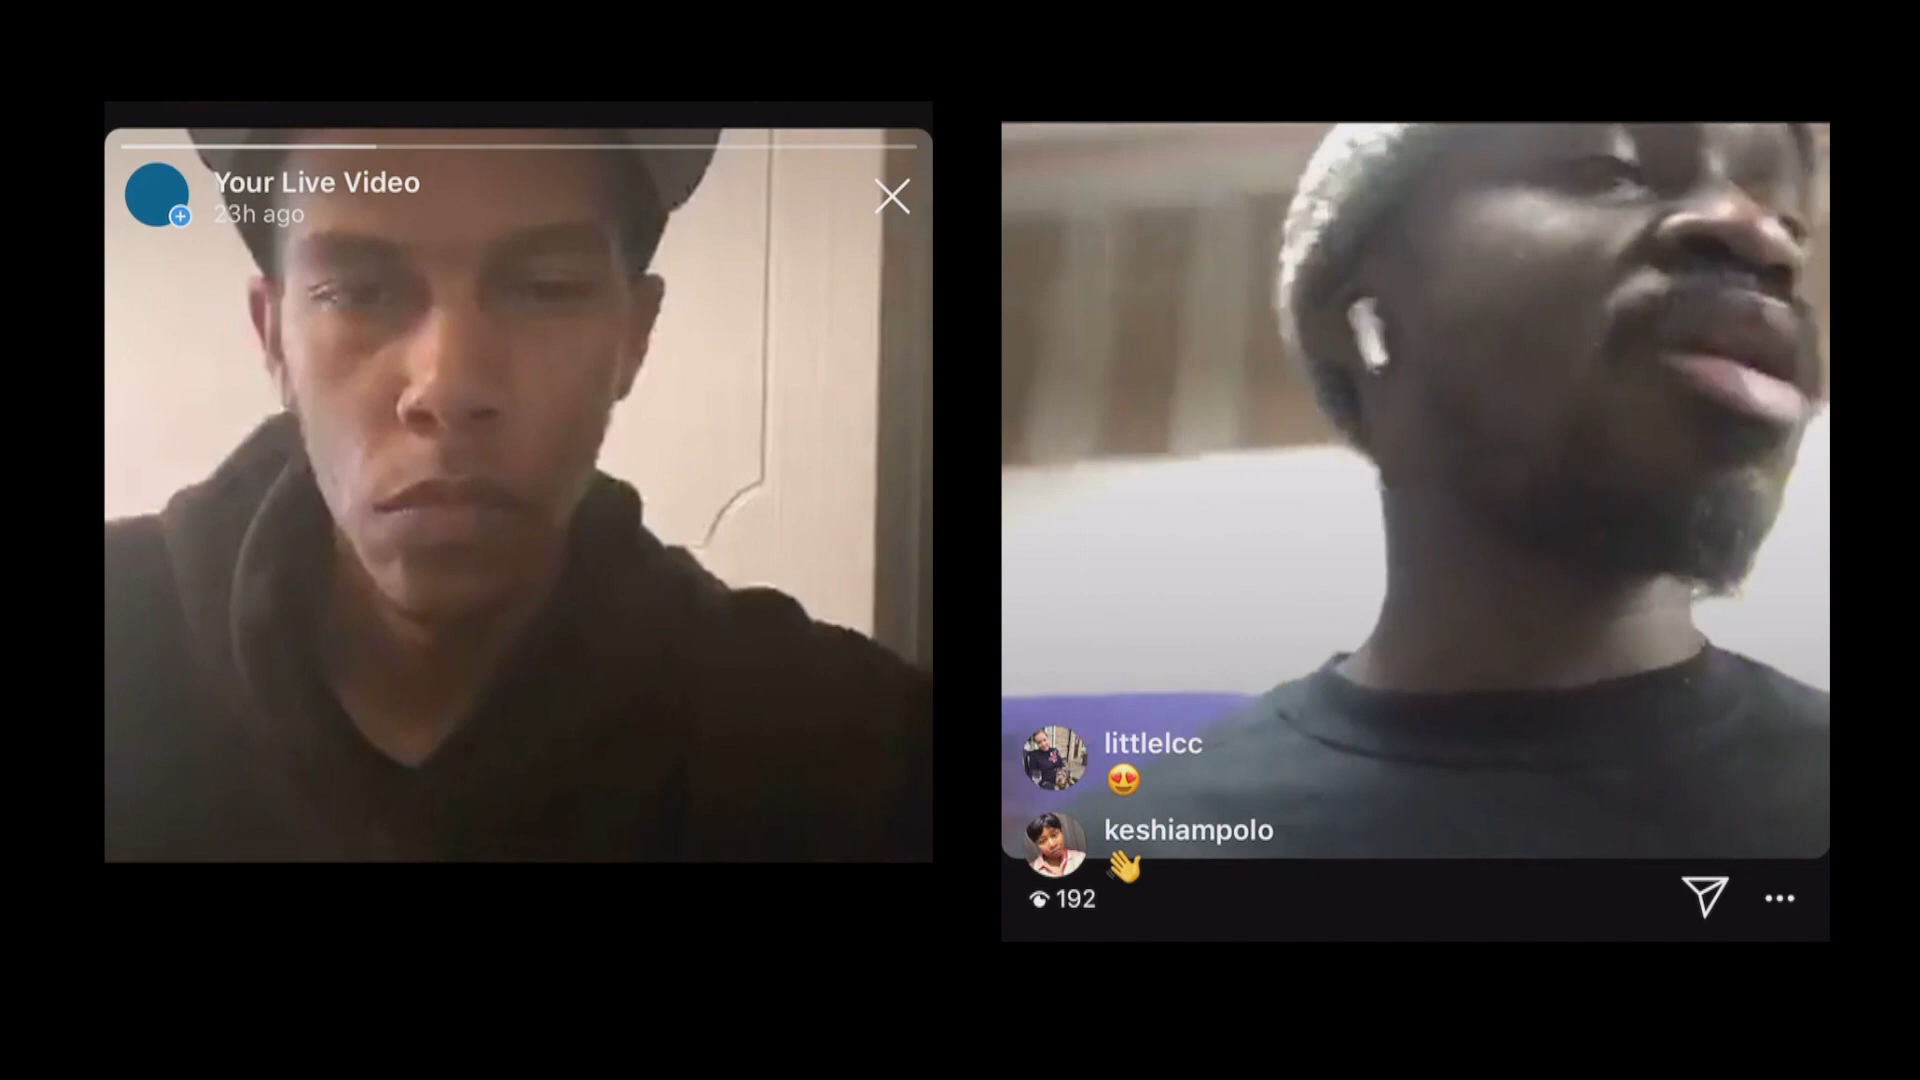 Your Live Video
23h ago
littlelcc
😍
keshiampolo
👋
192